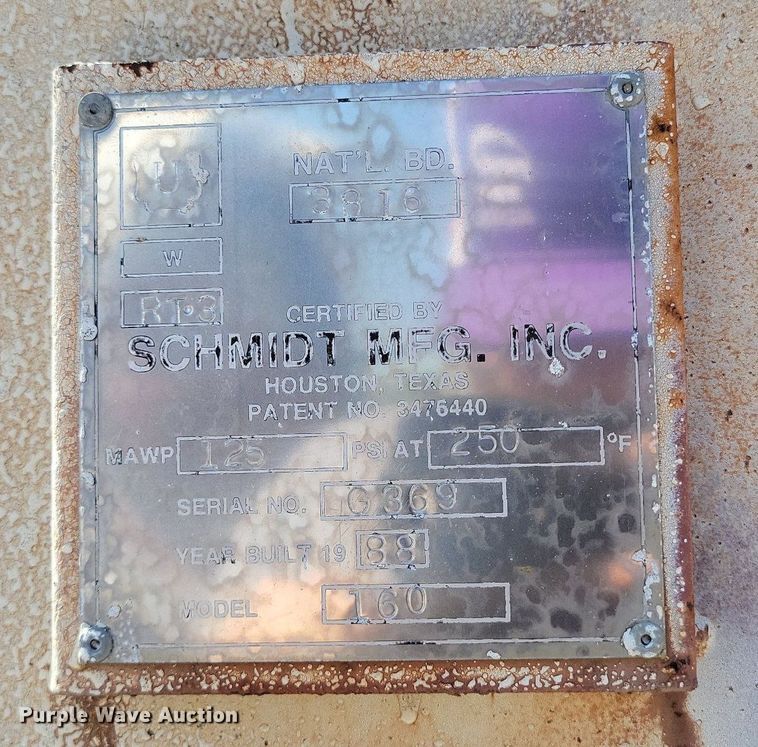 U
NAT'L. BD.
3816
W
RT-3
CERTIFIED BY
SCHMIDT MFG. INC.
HOUSTON, TEXAS
PATENT NO. 3476440
MAWP 125 PSI AT 250 °F
SERIAL NO. G369
YEAR BUILT 19 88
MODEL 160
Purple Wave Auction